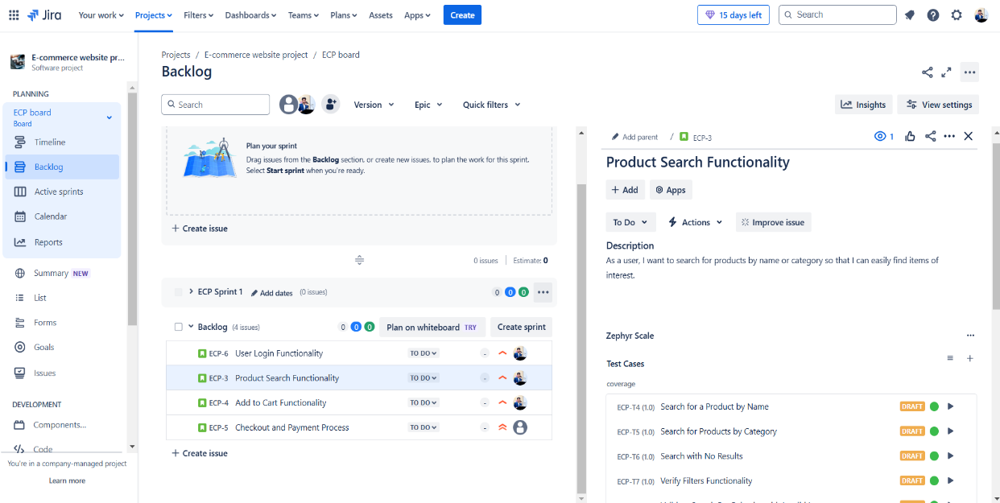 Jira Your work Projects Filters Dashboards Teams Plans Assets Apps Create 15 days left Search
E-commerce website pr...
Software project
PLANNING
ECP board
Board
Timeline
Backlog
Active sprints
Calendar
Reports
Summary NEW
List
Forms
Goals
Issues
DEVELOPMENT
Components...
Code
You're in a company-managed project
Learn more
Projects / E-commerce website project / ECP board
Backlog
Search Version Epic Quick filters Insights View settings
Plan your sprint
Drag issues from the Backlog section, or create new issues, to plan the work for this sprint.
Select Start sprint when you're ready.
+ Create issue
0 issues Estimate: 0
ECP Sprint 1 Add dates (0 issues) 0 0 0 ...
Backlog (4 issues) 0 0 0 Plan on whiteboard TRY Create sprint
ECP-6 User Login Functionality TO DO -
ECP-3 Product Search Functionality TO DO -
ECP-4 Add to Cart Functionality TO DO -
ECP-5 Checkout and Payment Process TO DO -
+ Create issue
Add parent / ECP-3 1
Product Search Functionality
+ Add Apps
To Do Actions Improve issue
Description
As a user, I want to search for products by name or category so that I can easily find items of
interest.
Zephyr Scale ...
Test Cases
coverage
ECP-T4 (1.0) Search for a Product by Name DRAFT
ECP-T5 (1.0) Search for Products by Category DRAFT
ECP-T6 (1.0) Search with No Results DRAFT
ECP-T7 (1.0) Verify Filters Functionality DRAFT